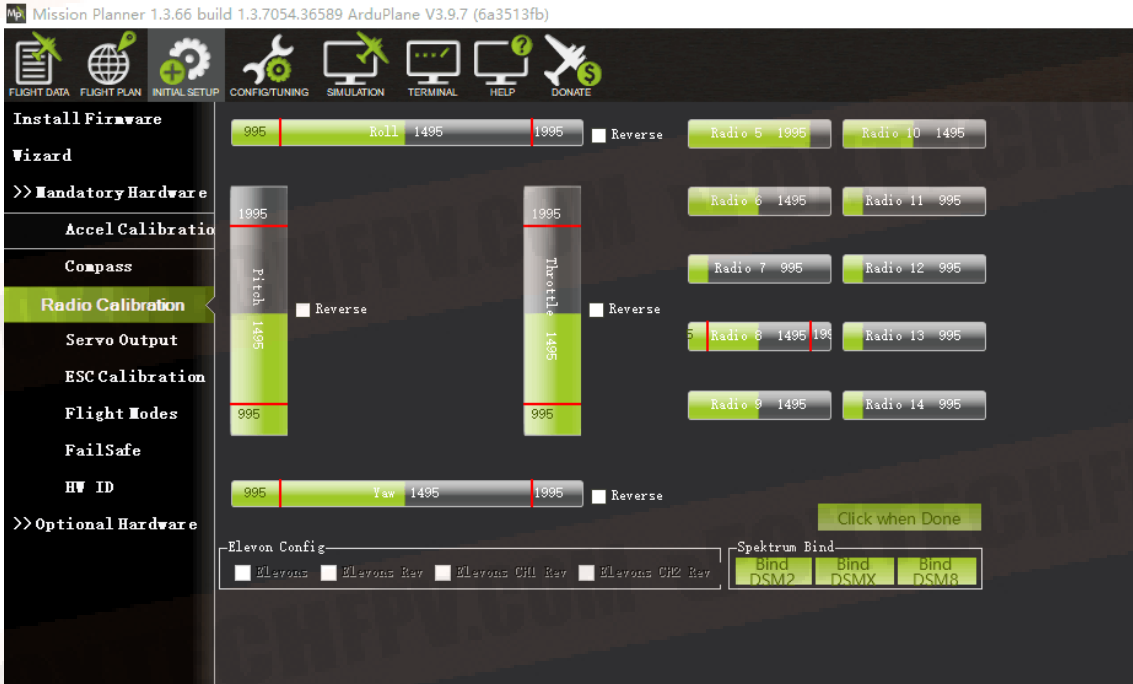 Mission Planner 1.3.66 build 1.3.7054.36589 ArduPlane V3.9.7 (6a3513fb)
FLIGHT DATA FLIGHT PLAN INITIAL SETUP CONFIG/TUNING SIMULATION TERMINAL HELP DONATE
Install Firmware
Wizard
>> Mandatory Hardware
Accel Calibratio
Compass
Radio Calibration
Servo Output
ESC Calibration
Flight Modes
FailSafe
HW ID
>> Optional Hardware
995 Roll 1495 1995 Reverse
1995
Pitch 1495
995
Reverse
1995
Throttle 1495
995
Reverse
995 Yaw 1495 1995 Reverse
Radio 5 1995 Radio 10 1495
Radio 6 1495 Radio 11 995
Radio 7 995 Radio 12 995
5 Radio 8 1495 199 Radio 13 995
Radio 9 1495 Radio 14 995
Click when Done
Elevon Config
Elevons Elevons Rev Elevons CH1 Rev Elevons CH2 Rev
Spektrum Bind
Bind DSM2
Bind DSMX
Bind DSM8